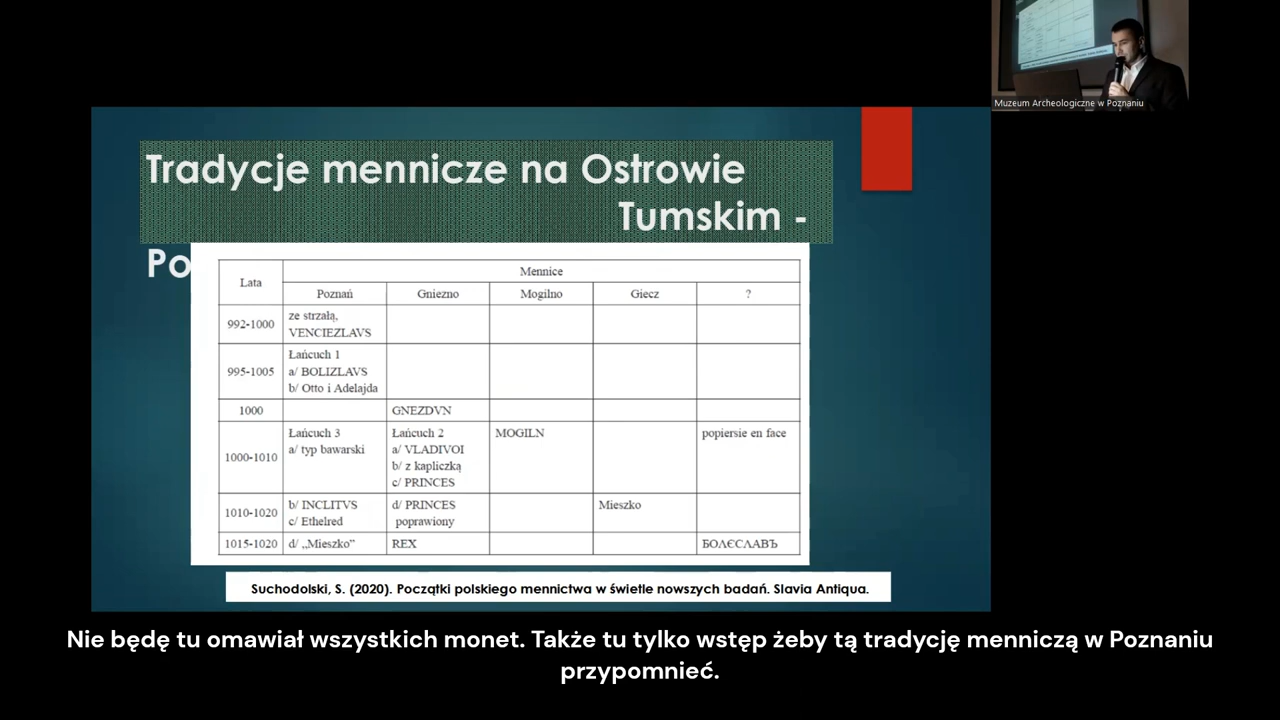 Muzeum Archeologiczne w Poznaniu
Tradycje mennicze na Ostrowie
Tumskim -
Po
Lata
Mennice
Poznań Gniezno Mogilno Giecz ?
992-1000
ze strzałą,
VENCIEZLAVS
995-1005
Łańcuch 1
a/ BOLIZLAVS
b/ Otto i Adelajda
1000
GNEZDVN
1000-1010
Łańcuch 3
a/ typ bawarski
Łańcuch 2
a/ VLADIVOI
b/ z kapliczką
c/ PRINCES
MOGILN
popiersie en face
1010-1020
b/ INCLITVS
c/ Ethelred
d/ PRINCES
poprawiony
Mieszko
1015-1020
d/ „Mieszko”
REX
БОЛЄСЛАВЪ
Suchodolski, S. (2020). Początki polskiego mennictwa w świetle nowszych badań. Slavia Antiqua.
Nie będę tu omawiał wszystkich monet. Także tu tylko wstęp żeby tą tradycję menniczą w Poznaniu
przypomnieć.